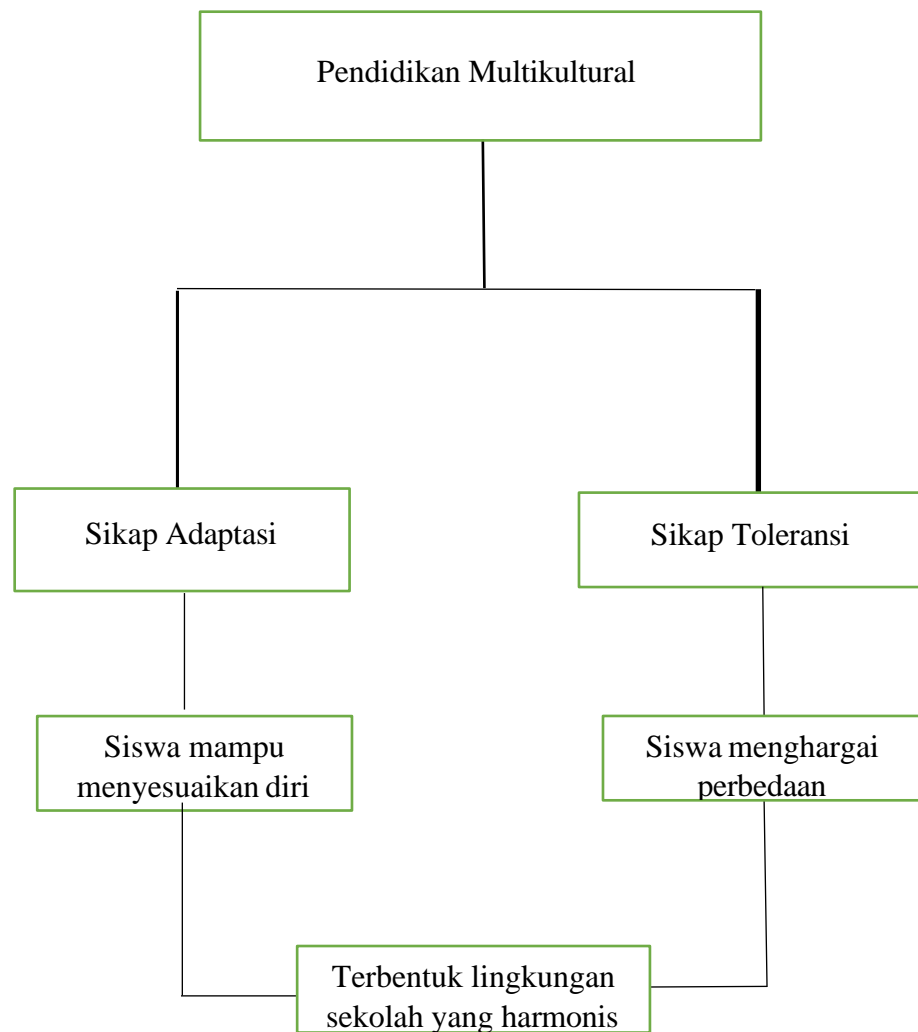 Pendidikan Multikultural
Sikap Adaptasi
Sikap Toleransi
Siswa mampu
menyesuaikan diri
Siswa menghargai
perbedaan
Terbentuk lingkungan
sekolah yang harmonis